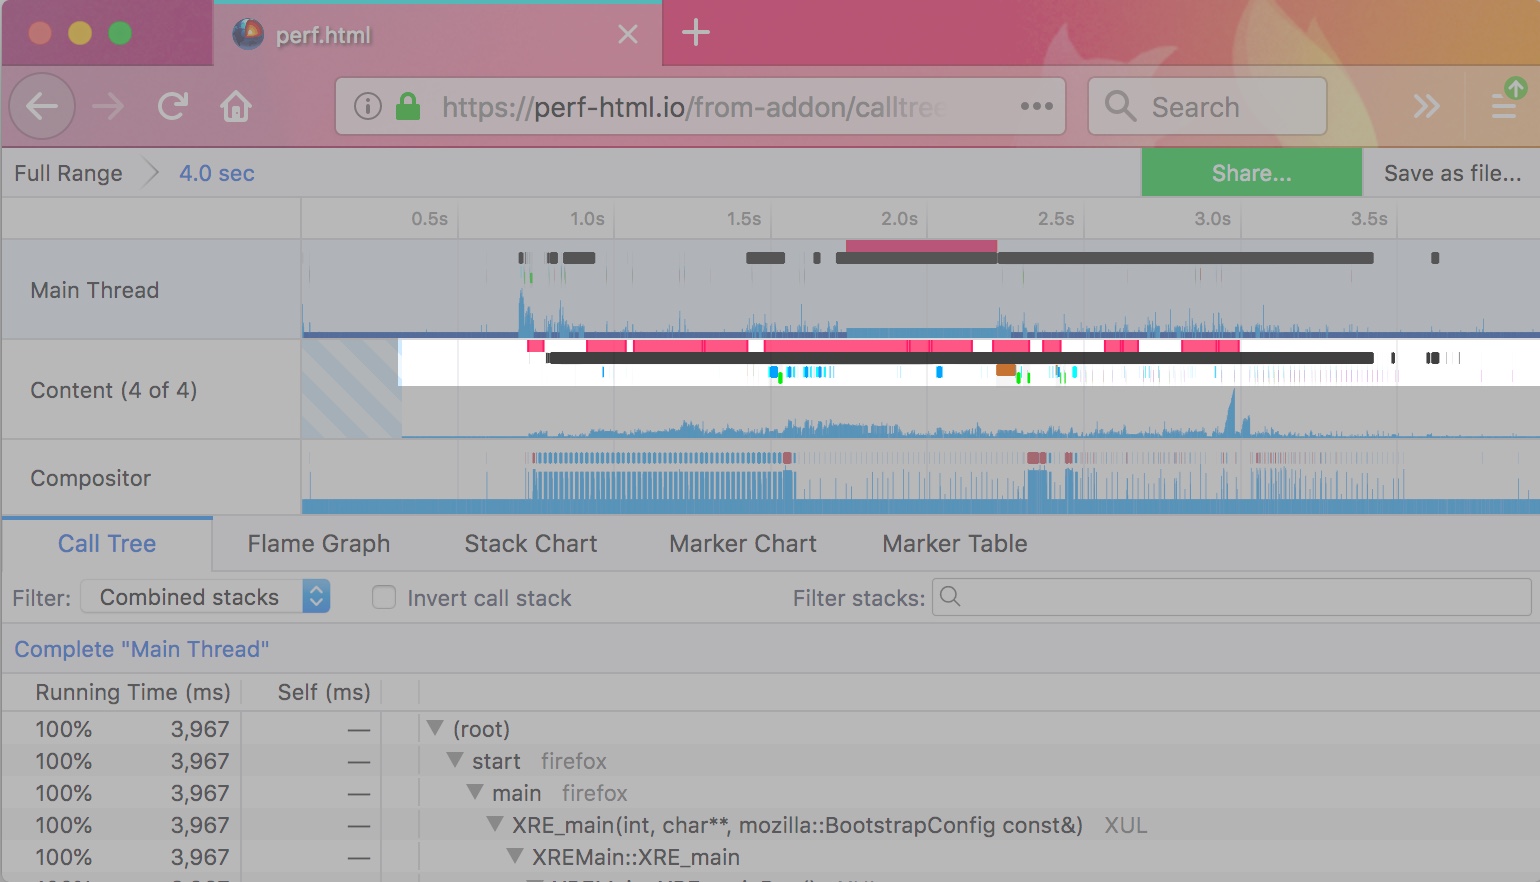 perf.html
https://perf-html.io/from-addon/calltree
Search
Full Range
4.0 sec
Share...
Save as file...
0.5s 1.0s 1.5s 2.0s 2.5s 3.0s 3.5s
Main Thread
Content (4 of 4)
Compositor
Call Tree Flame Graph Stack Chart Marker Chart Marker Table
Filter: Combined stacks Invert call stack Filter stacks:
Complete "Main Thread"
Running Time (ms) Self (ms)
100% 3,967 — (root)
100% 3,967 — start firefox
100% 3,967 — main firefox
100% 3,967 — XRE_main(int, char**, mozilla::BootstrapConfig const&) XUL
100% 3,967 — XREMain::XRE_main